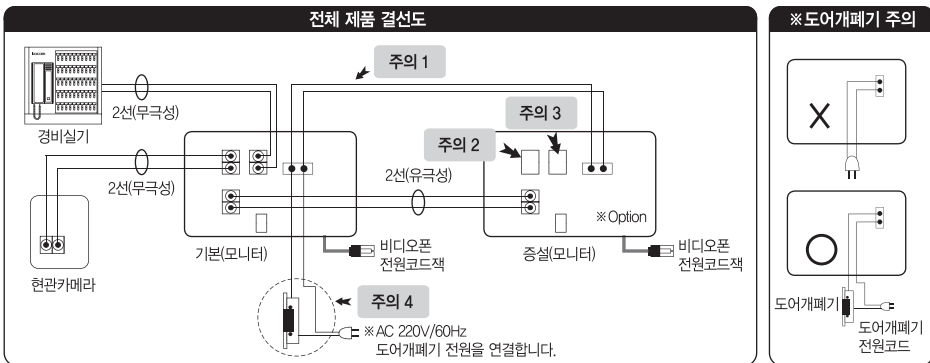 전체 제품 결선도
※도어개폐기 주의
주의 1
2선(무극성)
경비실기
주의 3
주의 2
2선(무극성)
2선(유극성)
※Option
기본(모니터)
비디오폰
전원코드잭
증설(모니터)
비디오폰
전원코드잭
현관카메라
주의 4
※AC 220V/60Hz
도어개폐기 전원을 연결합니다.
X
도어개폐기
도어개폐기
전원코드